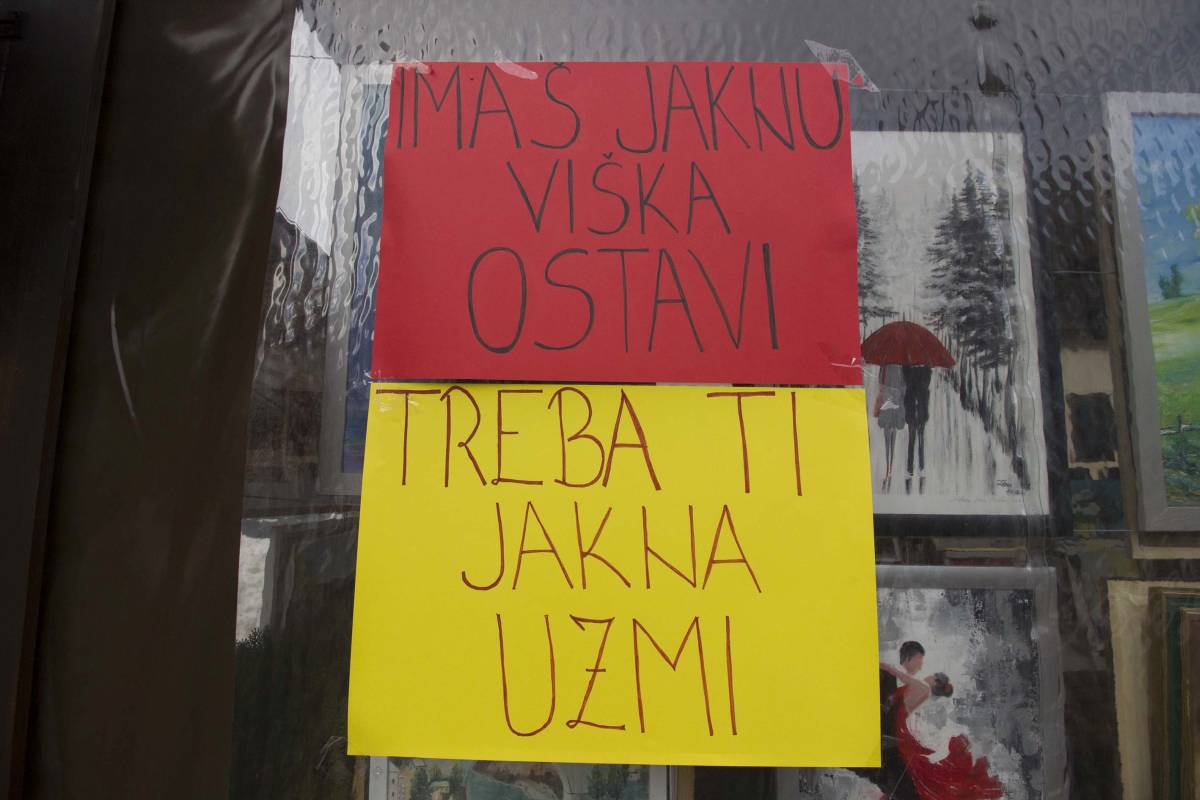 IMAŠ JAKNU
VIŠKA
OSTAVI
TREBA TI
JAKNA
UZMI